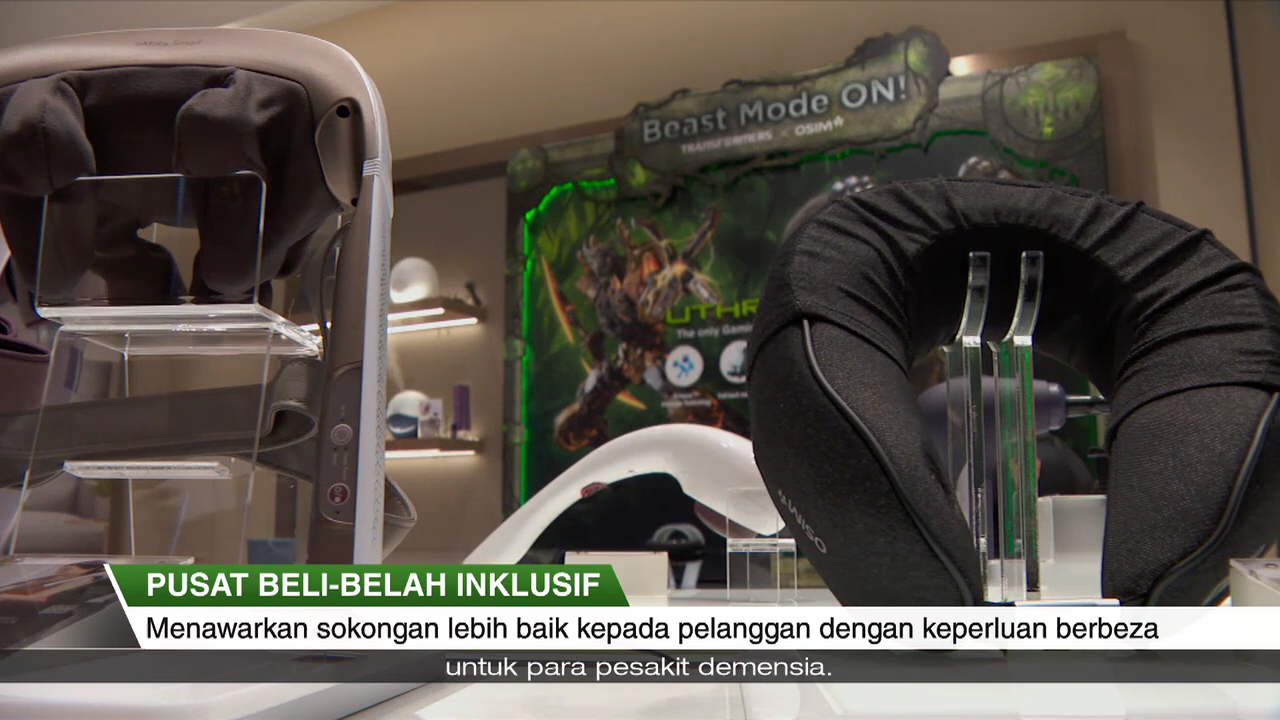 Beast Mode ON!
TRANSFORMERS × OSIM
UTHR
The only Gami
OSIM
PUSAT BELI-BELAH INKLUSIF
Menawarkan sokongan lebih baik kepada pelanggan dengan keperluan berbeza
untuk para pesakit demensia.